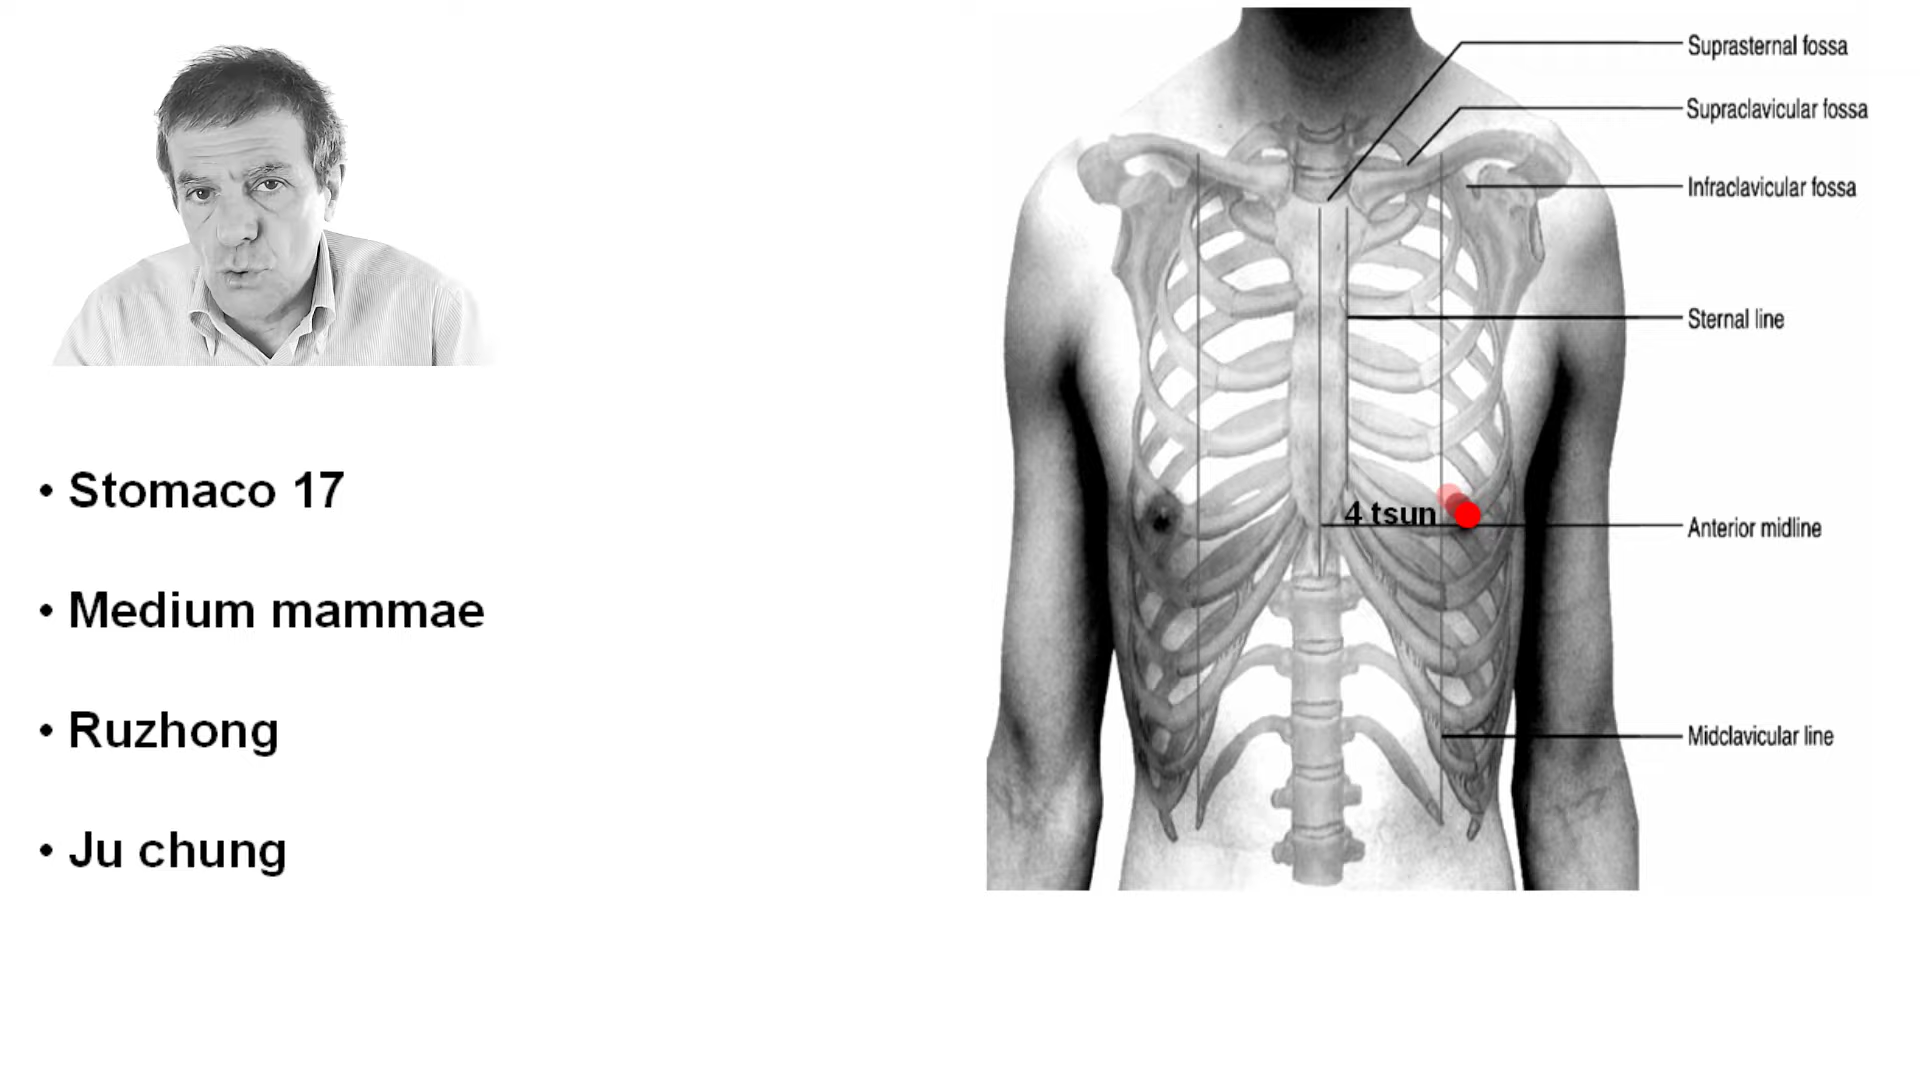 • Stomaco 17
• Medium mammae
• Ruzhong
• Ju chung
Suprasternal fossa
Supraclavicular fossa
Infraclavicular fossa
Sternal line
4 tsun
Anterior midline
Midclavicular line